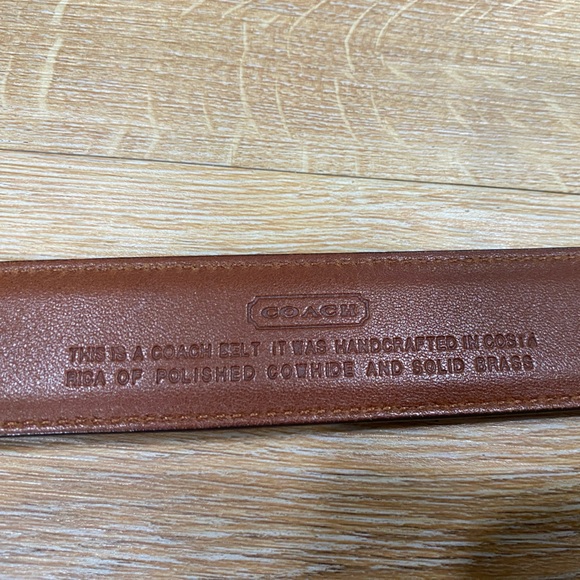 COACH
THIS IS A COACH BELT IT WAS HANDCRAFTED IN COSTA
RICA OF POLISHED COWHIDE AND SOLID BRASS